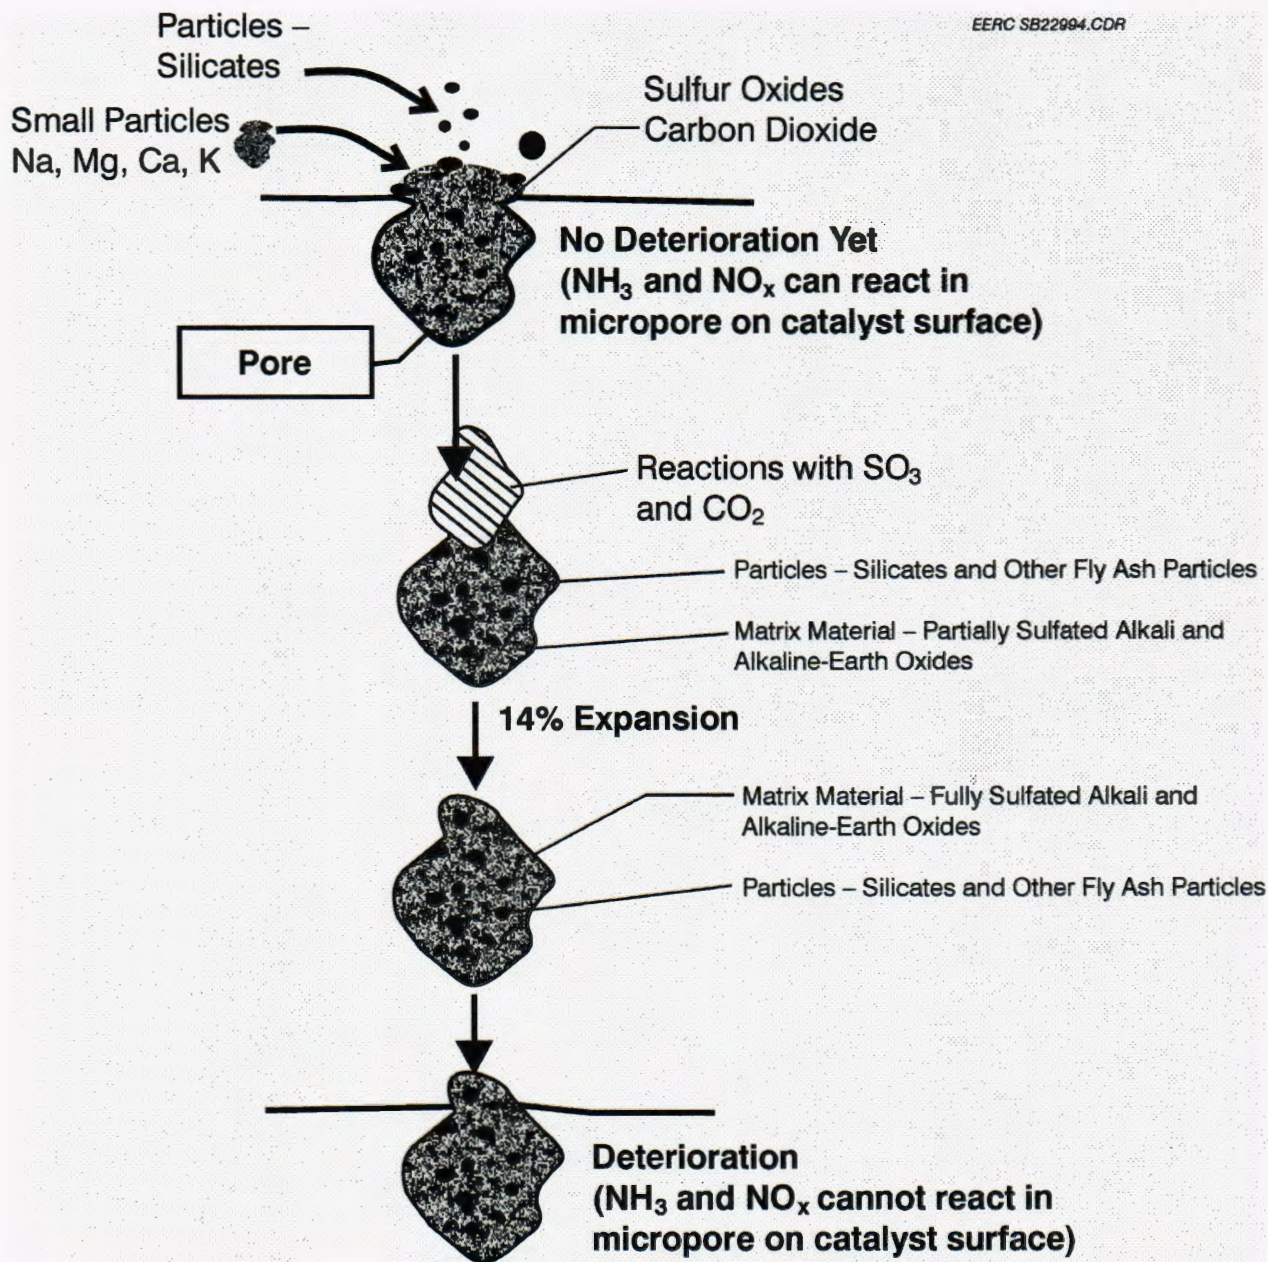 Particles –
Silicates
EERC SB22994.CDR
Small Particles
Na, Mg, Ca, K
Sulfur Oxides
Carbon Dioxide
No Deterioration Yet
(NH₃ and NOₓ can react in
micropore on catalyst surface)
Pore
Reactions with SO₃
and CO₂
Particles – Silicates and Other Fly Ash Particles
Matrix Material – Partially Sulfated Alkali and
Alkaline-Earth Oxides
14% Expansion
Matrix Material – Fully Sulfated Alkali and
Alkaline-Earth Oxides
Particles – Silicates and Other Fly Ash Particles
Deterioration
(NH₃ and NOₓ cannot react in
micropore on catalyst surface)